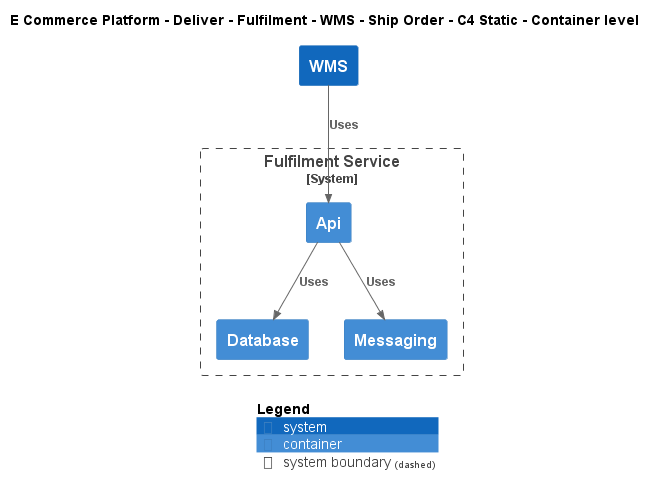 E Commerce Platform - Deliver - Fulfilment - WMS - Ship Order - C4 Static - Container level
WMS
Uses
Fulfilment Service
[System]
Api
Uses
Uses
Database
Messaging
Legend
system
container
system boundary (dashed)